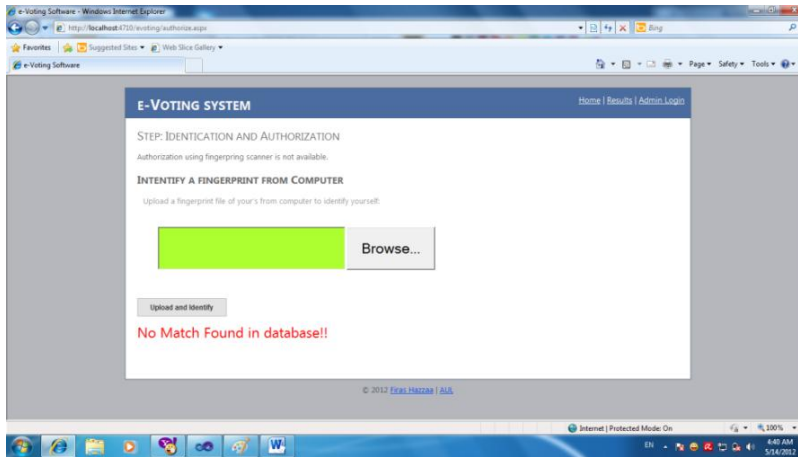 e-Voting Software - Windows Internet Explorer
http://localhost:4710/evoting/authorize.aspx
Bing
Favorites Suggested Sites Web Slice Gallery
e-Voting Software
Page Safety Tools
E-VOTING SYSTEM
Home | Results | Admin Login
STEP: IDENTICATION AND AUTHORIZATION
Authorization using fingerpring scanner is not available.
INTENTIFY A FINGERPRINT FROM COMPUTER
Upload a fingerprint file of your's from computer to identify yourself:
Browse...
Upload and Identify
No Match Found in database!!
© 2012 Firas Hazzaa | AUL
Internet | Protected Mode: On
100%
EN
4:40 AM
5/14/2012